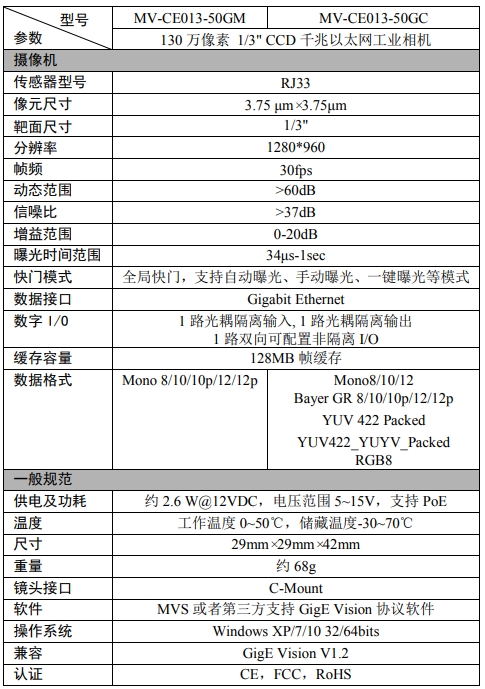 型号 MV-CE013-50GM MV-CE013-50GC
参数 130 万像素 1/3" CCD 千兆以太网工业相机
摄像机
传感器型号 RJ33
像元尺寸 3.75 μm×3.75μm
靶面尺寸 1/3"
分辨率 1280*960
帧频 30fps
动态范围 >60dB
信噪比 >37dB
增益范围 0-20dB
曝光时间范围 34μs-1sec
快门模式 全局快门，支持自动曝光、手动曝光、一键曝光等模式
数据接口 Gigabit Ethernet
数字 I/O 1 路光耦隔离输入, 1 路光耦隔离输出
1 路双向可配置非隔离 I/O
缓存容量 128MB 帧缓存
数据格式 Mono 8/10/10p/12/12p Mono8/10/12
Bayer GR 8/10/10p/12/12p
YUV 422 Packed
YUV422_YUYV_Packed
RGB8
一般规范
供电及功耗 约 2.6 W@12VDC，电压范围 5~15V，支持 PoE
温度 工作温度 0~50℃，储藏温度-30~70℃
尺寸 29mm×29mm×42mm
重量 约 68g
镜头接口 C-Mount
软件 MVS 或者第三方支持 GigE Vision 协议软件
操作系统 Windows XP/7/10 32/64bits
兼容 GigE Vision V1.2
认证 CE，FCC，RoHS